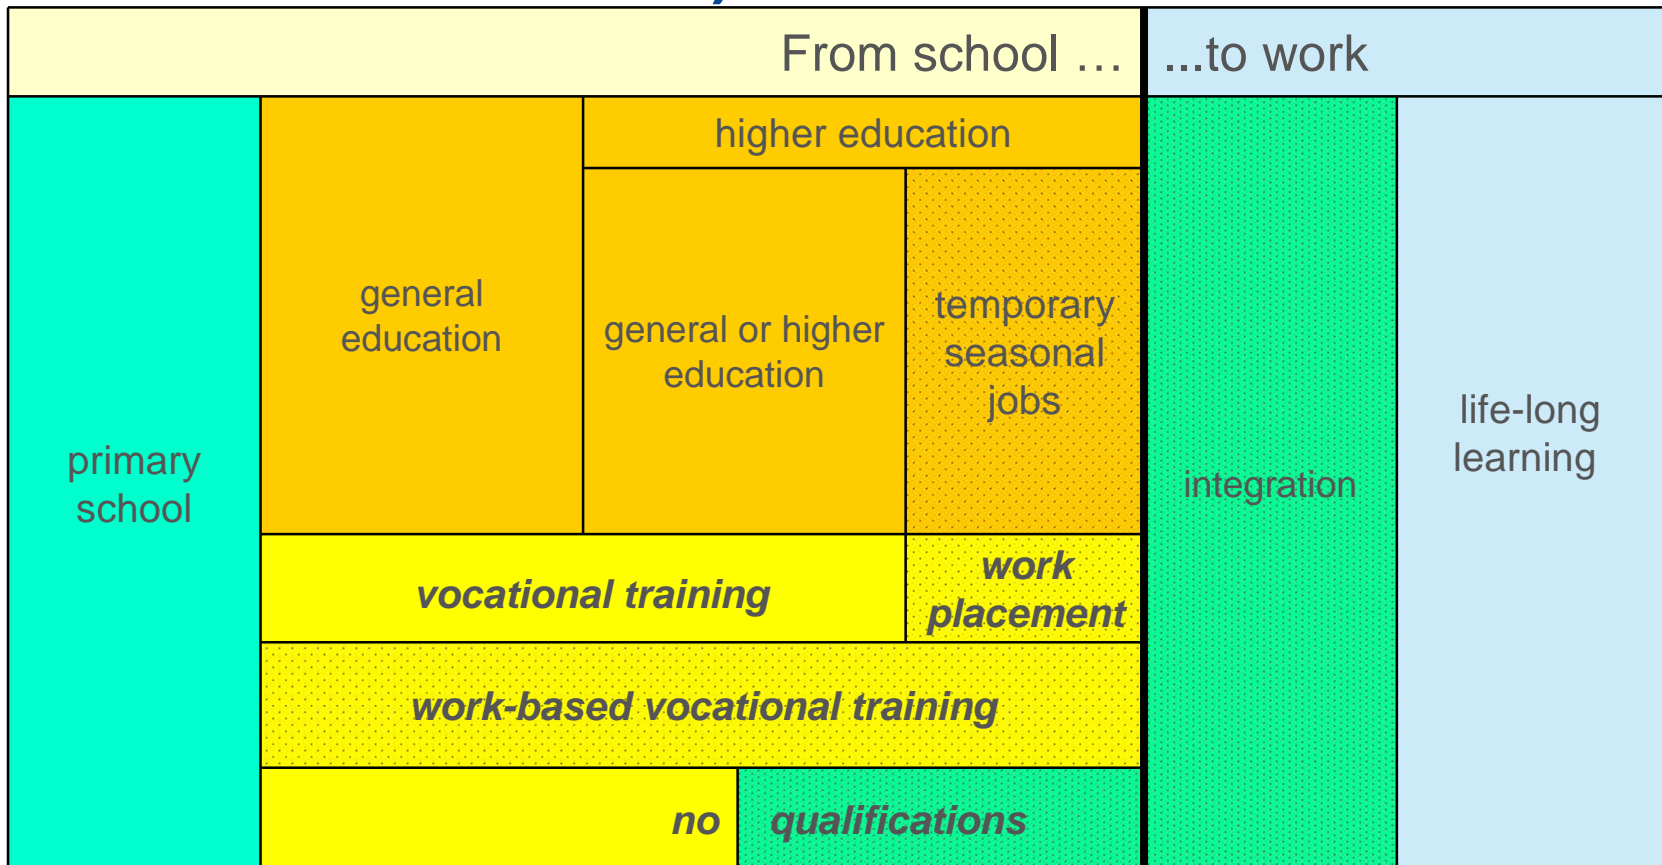 From school …
...to work
higher education
general
education
general or higher
education
temporary
seasonal
jobs
primary
school
integration
life-long
learning
vocational training
work
placement
work-based vocational training
no qualifications